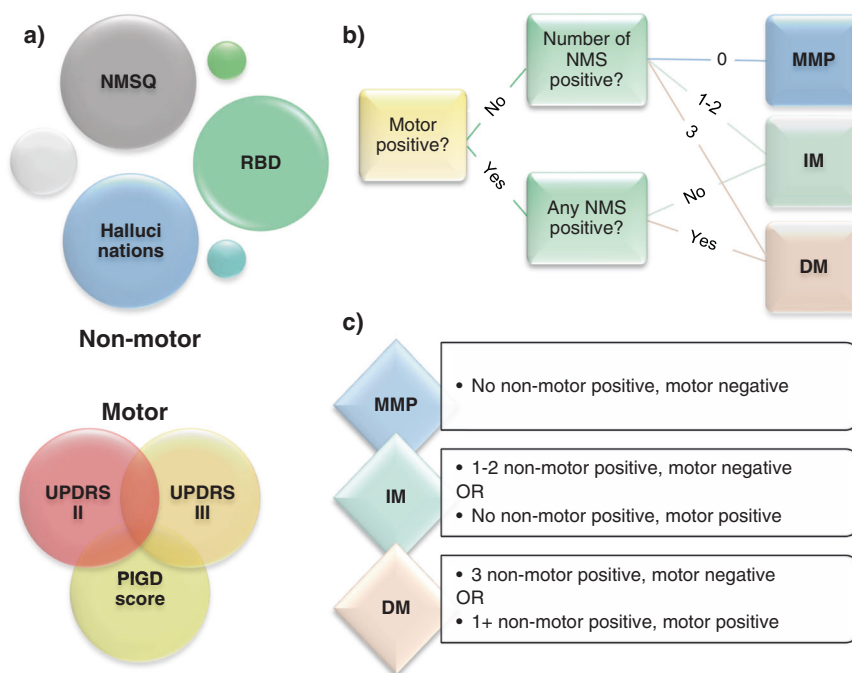 a)
NMSQ
RBD
Halluci
nations
Non-motor
Motor
UPDRS
II
UPDRS
III
PIGD
score
b)
Motor
positive?
No
Yes
Number of
NMS
positive?
Any NMS
positive?
0
1-2
3
No
Yes
MMP
IM
DM
c)
MMP
• No non-motor positive, motor negative
IM
• 1-2 non-motor positive, motor negative
OR
• No non-motor positive, motor positive
DM
• 3 non-motor positive, motor negative
OR
• 1+ non-motor positive, motor positive